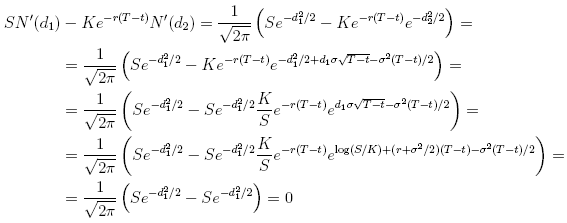 $SN'(d_1) - Ke^{-r(T-t)}N'(d_2) = \frac{1}{\sqrt{2\pi}} \left( Se^{-d_1^2/2} - Ke^{-r(T-t)}e^{-d_2^2/2} \right) =$
$= \frac{1}{\sqrt{2\pi}} \left( Se^{-d_1^2/2} - Ke^{-r(T-t)}e^{-d_1^2/2+d_1\sigma\sqrt{T-t}-\sigma^2(T-t)/2} \right) =$
$= \frac{1}{\sqrt{2\pi}} \left( Se^{-d_1^2/2} - Se^{-d_1^2/2}\frac{K}{S}e^{-r(T-t)}e^{d_1\sigma\sqrt{T-t}-\sigma^2(T-t)/2} \right) =$
$= \frac{1}{\sqrt{2\pi}} \left( Se^{-d_1^2/2} - Se^{-d_1^2/2}\frac{K}{S}e^{-r(T-t)}e^{\log(S/K)+(r+\sigma^2/2)(T-t)-\sigma^2(T-t)/2} \right) =$
$= \frac{1}{\sqrt{2\pi}} \left( Se^{-d_1^2/2} - Se^{-d_1^2/2} \right) = 0$